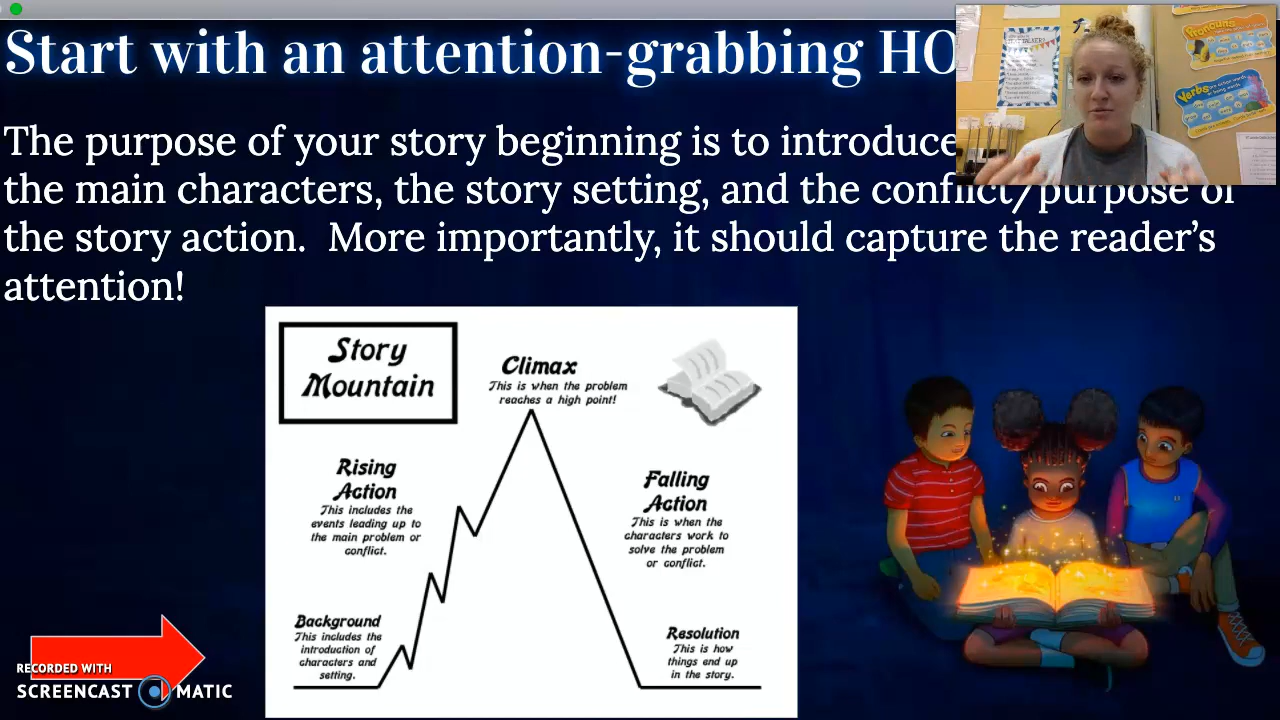 Start with an attention-grabbing
The purpose of your story beginning is to introduce
the main characters, the story setting, and the conflict/purpose of
the story action. More importantly, it should capture the reader's
attention!
Story
Mountain
Climax
This is when the problem
reaches a high point!
Rising
Action
This includes the
events leading up to
the main problem or
conflict.
Falling
Action
This is when the
characters work to
solve the problem
or conflict.
Background
This includes the
introduction of
characters and
setting.
Resolution
This is how
things end up
in the story.
RECORDED WITH
SCREENCAST MATIC
Pronouns
Verbs